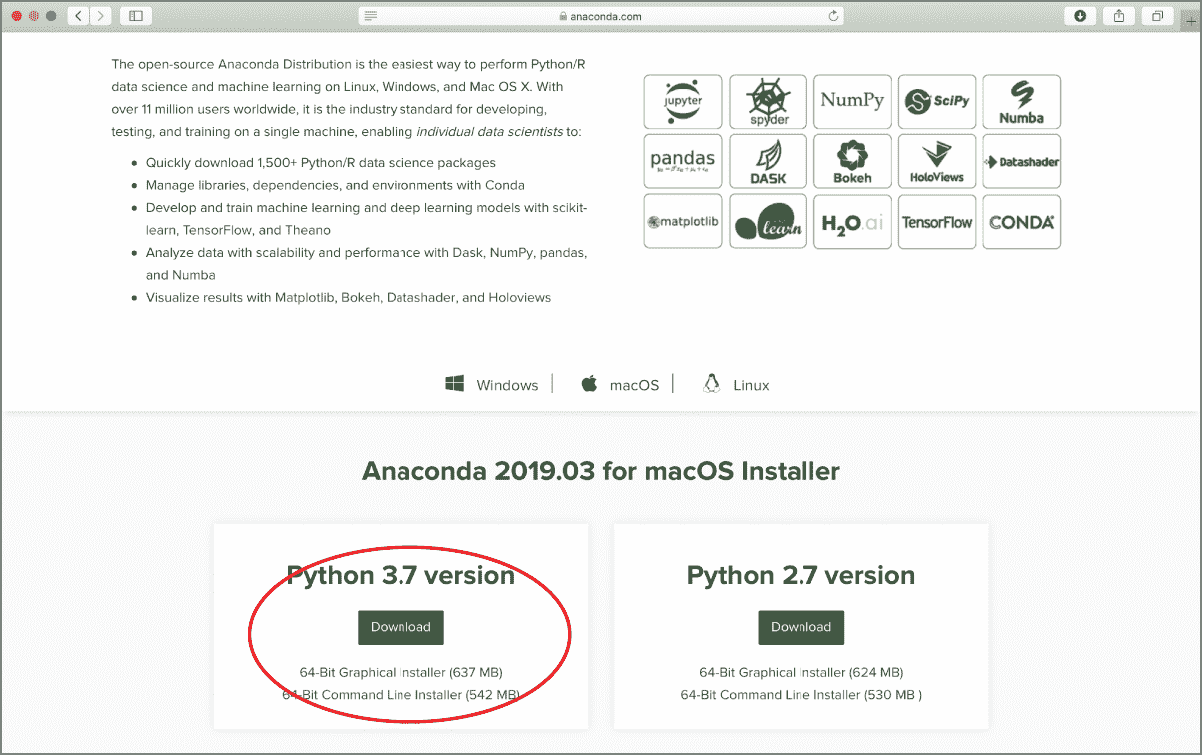 anaconda.com
The open-source Anaconda Distribution is the easiest way to perform Python/R
data science and machine learning on Linux, Windows, and Mac OS X. With
over 11 million users worldwide, it is the industry standard for developing,
testing, and training on a single machine, enabling individual data scientists to:
• Quickly download 1,500+ Python/R data science packages
• Manage libraries, dependencies, and environments with Conda
• Develop and train machine learning and deep learning models with scikit-
learn, TensorFlow, and Theano
• Analyze data with scalability and performance with Dask, NumPy, pandas,
and Numba
• Visualize results with Matplotlib, Bokeh, Datashader, and Holoviews
jupyter
spyder
NumPy
SciPy
Numba
pandas
DASK
Bokeh
HoloViews
Datashader
matplotlib
learn
H2O.ai
TensorFlow
CONDA
Windows | macOS | Linux
Anaconda 2019.03 for macOS Installer
Python 3.7 version
Download
64-Bit Graphical Installer (637 MB)
64-Bit Command Line Installer (542 MB)
Python 2.7 version
Download
64-Bit Graphical Installer (624 MB)
64-Bit Command Line Installer (530 MB )